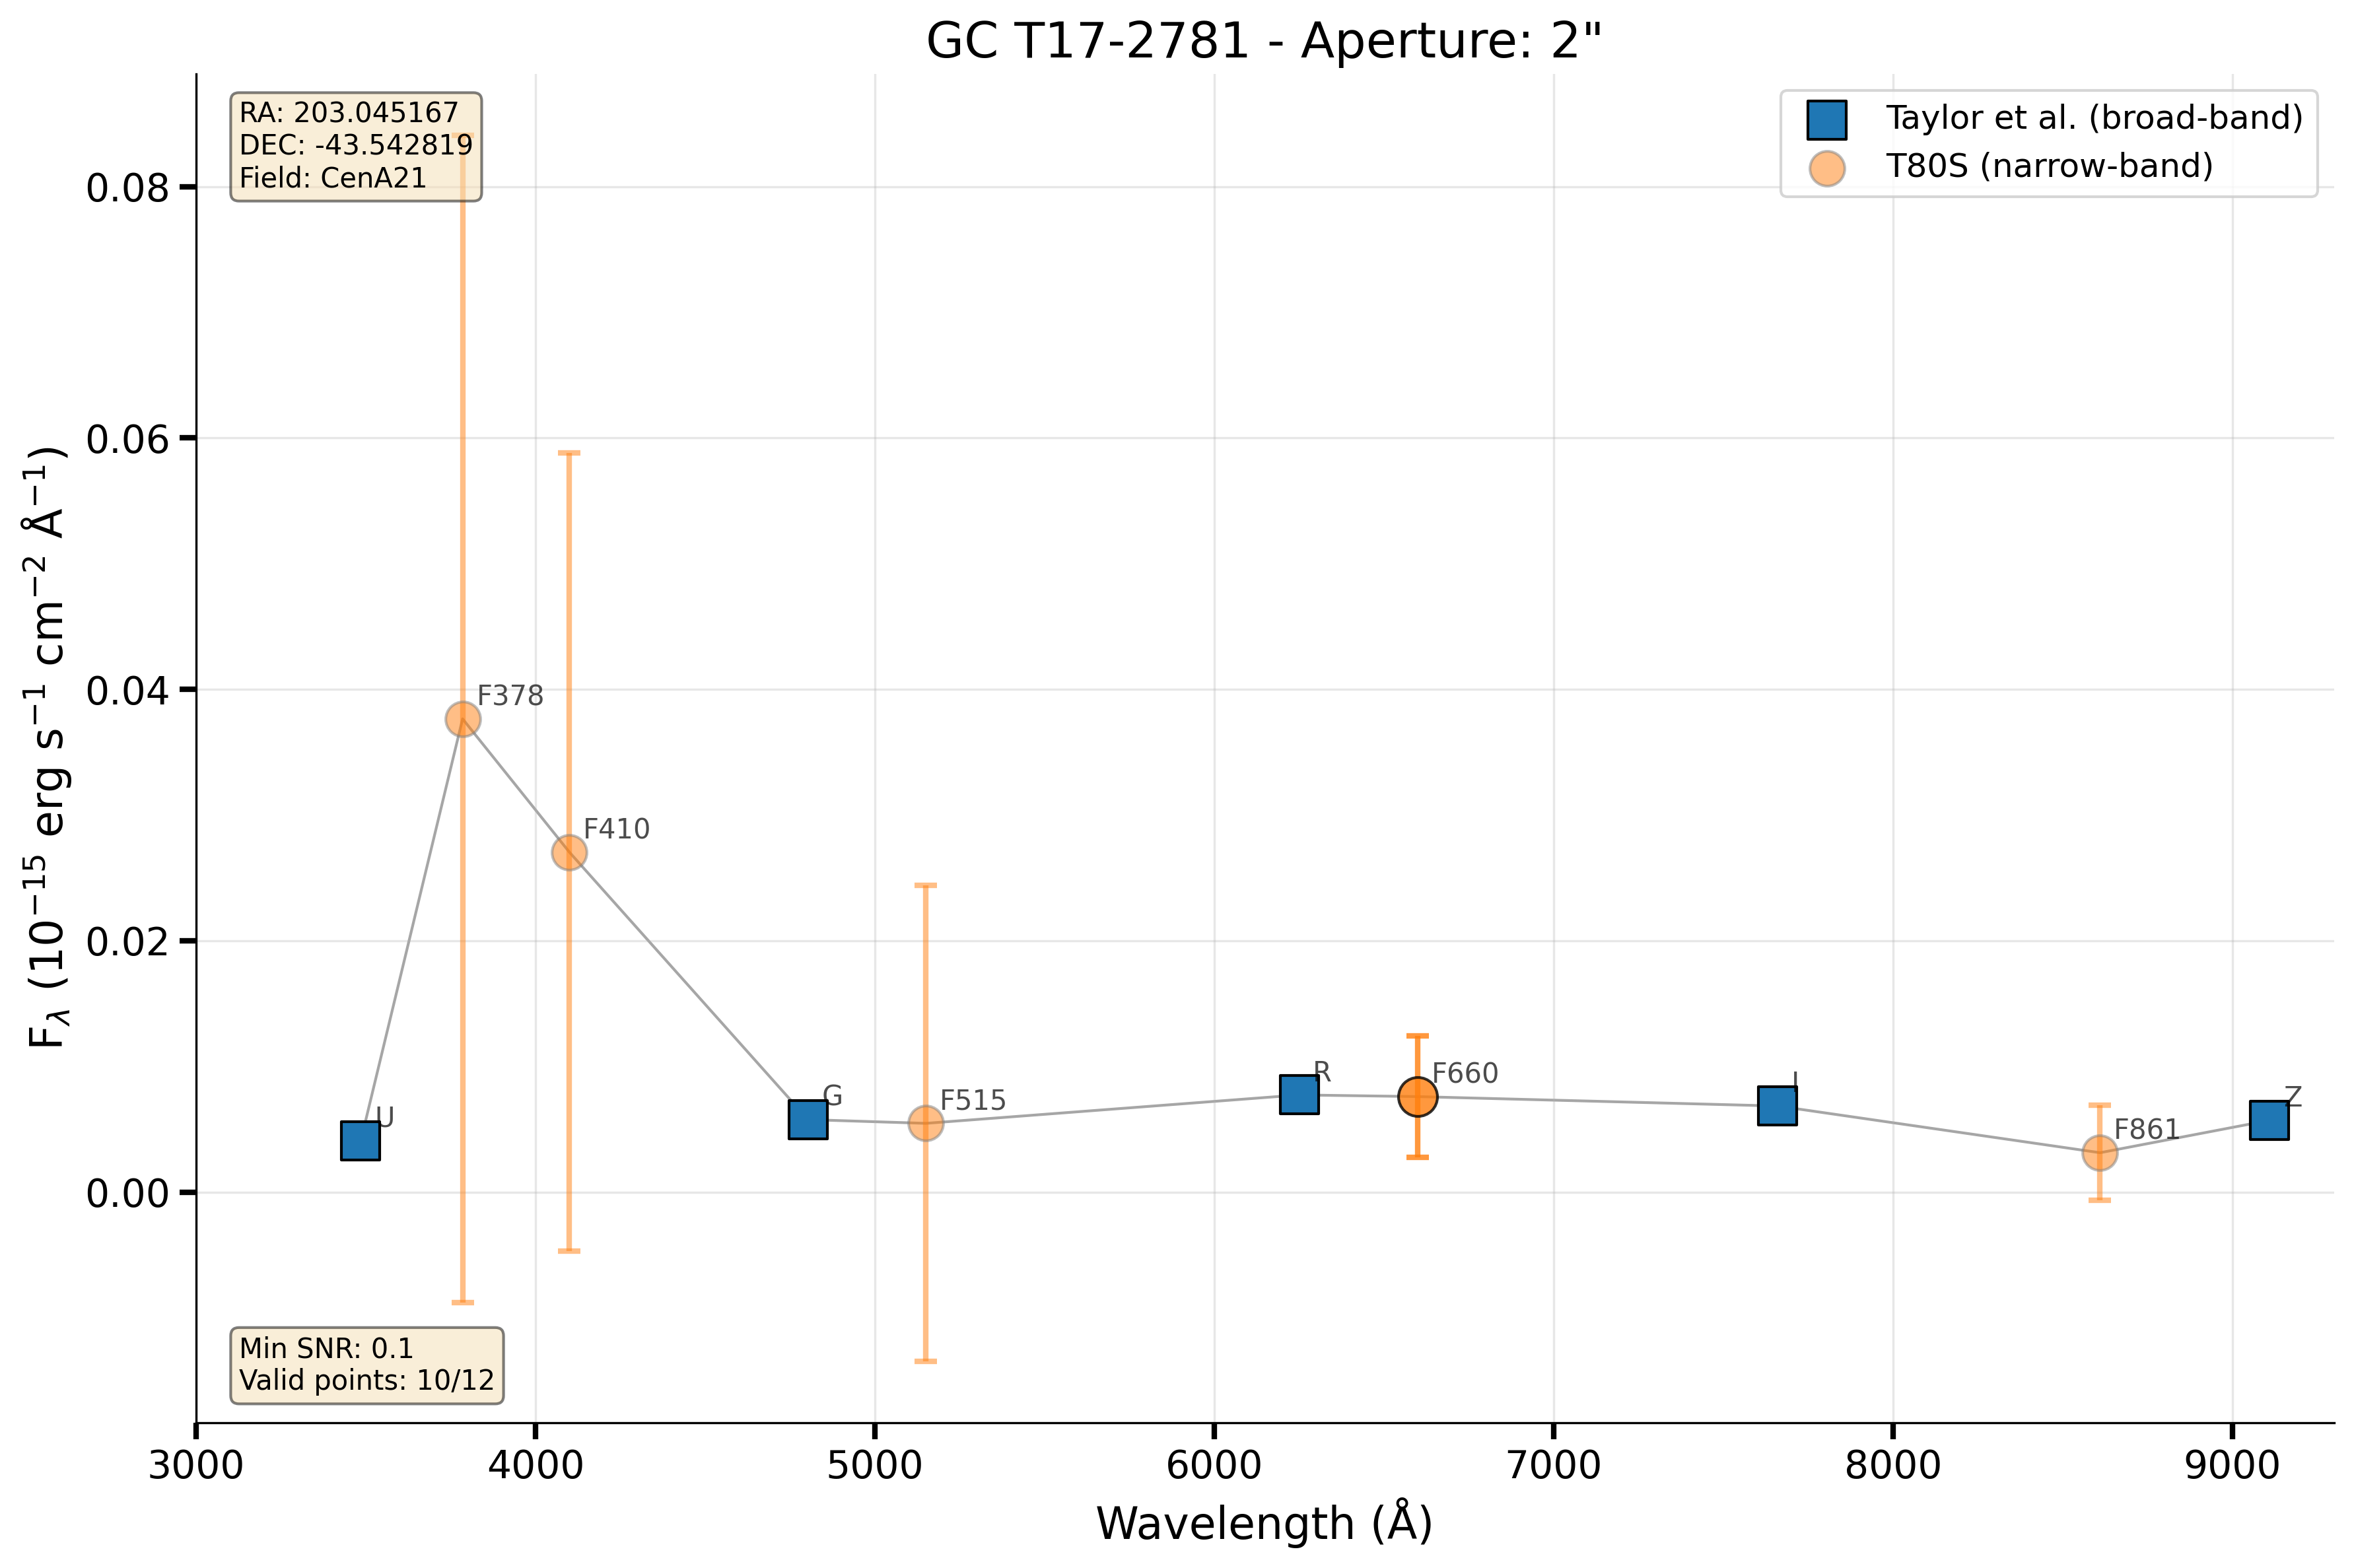 GC T17-2781 - Aperture: 2"
RA: 203.045167
DEC: -43.542819
Field: CenA21
Taylor et al. (broad-band)
T80S (narrow-band)
0.08
0.06
0.04
0.02
0.00
F$_{\lambda}$ (10⁻¹⁵ erg s⁻¹ cm⁻² Å⁻¹)
U
F378
F410
G
F515
R
F660
I
F861
Z
Min SNR: 0.1
Valid points: 10/12
3000 4000 5000 6000 7000 8000 9000
Wavelength (Å)